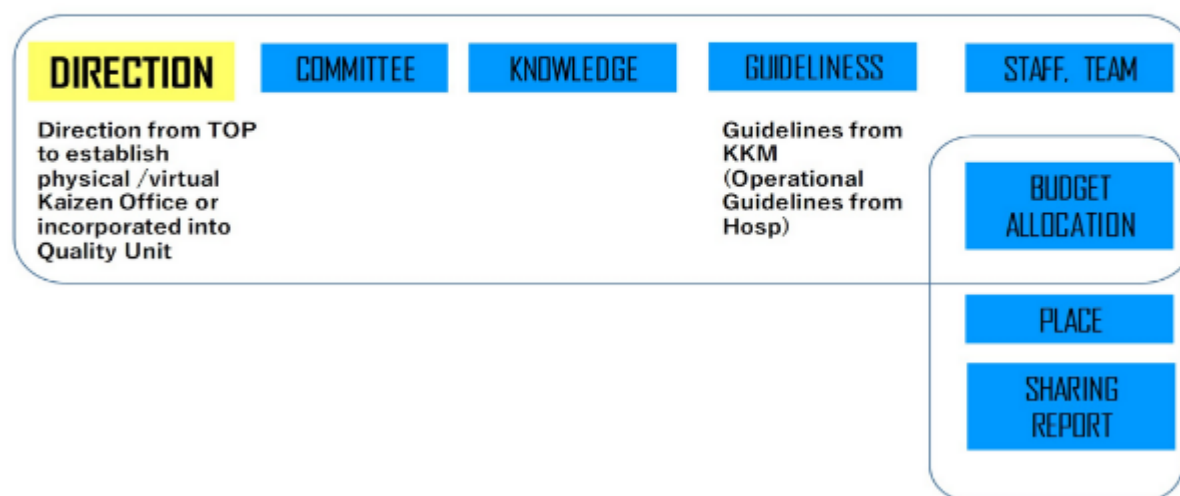 DIRECTION
COMMITTEE
KNOWLEDGE
GUIDELINESS
STAFF, TEAM
Direction from TOP
to establish
physical /virtual
Kaizen Office or
incorporated into
Quality Unit
Guidelines from
KKM
(Operational
Guidelines from
Hosp)
BUDGET
ALLOCATION
PLACE
SHARING
REPORT